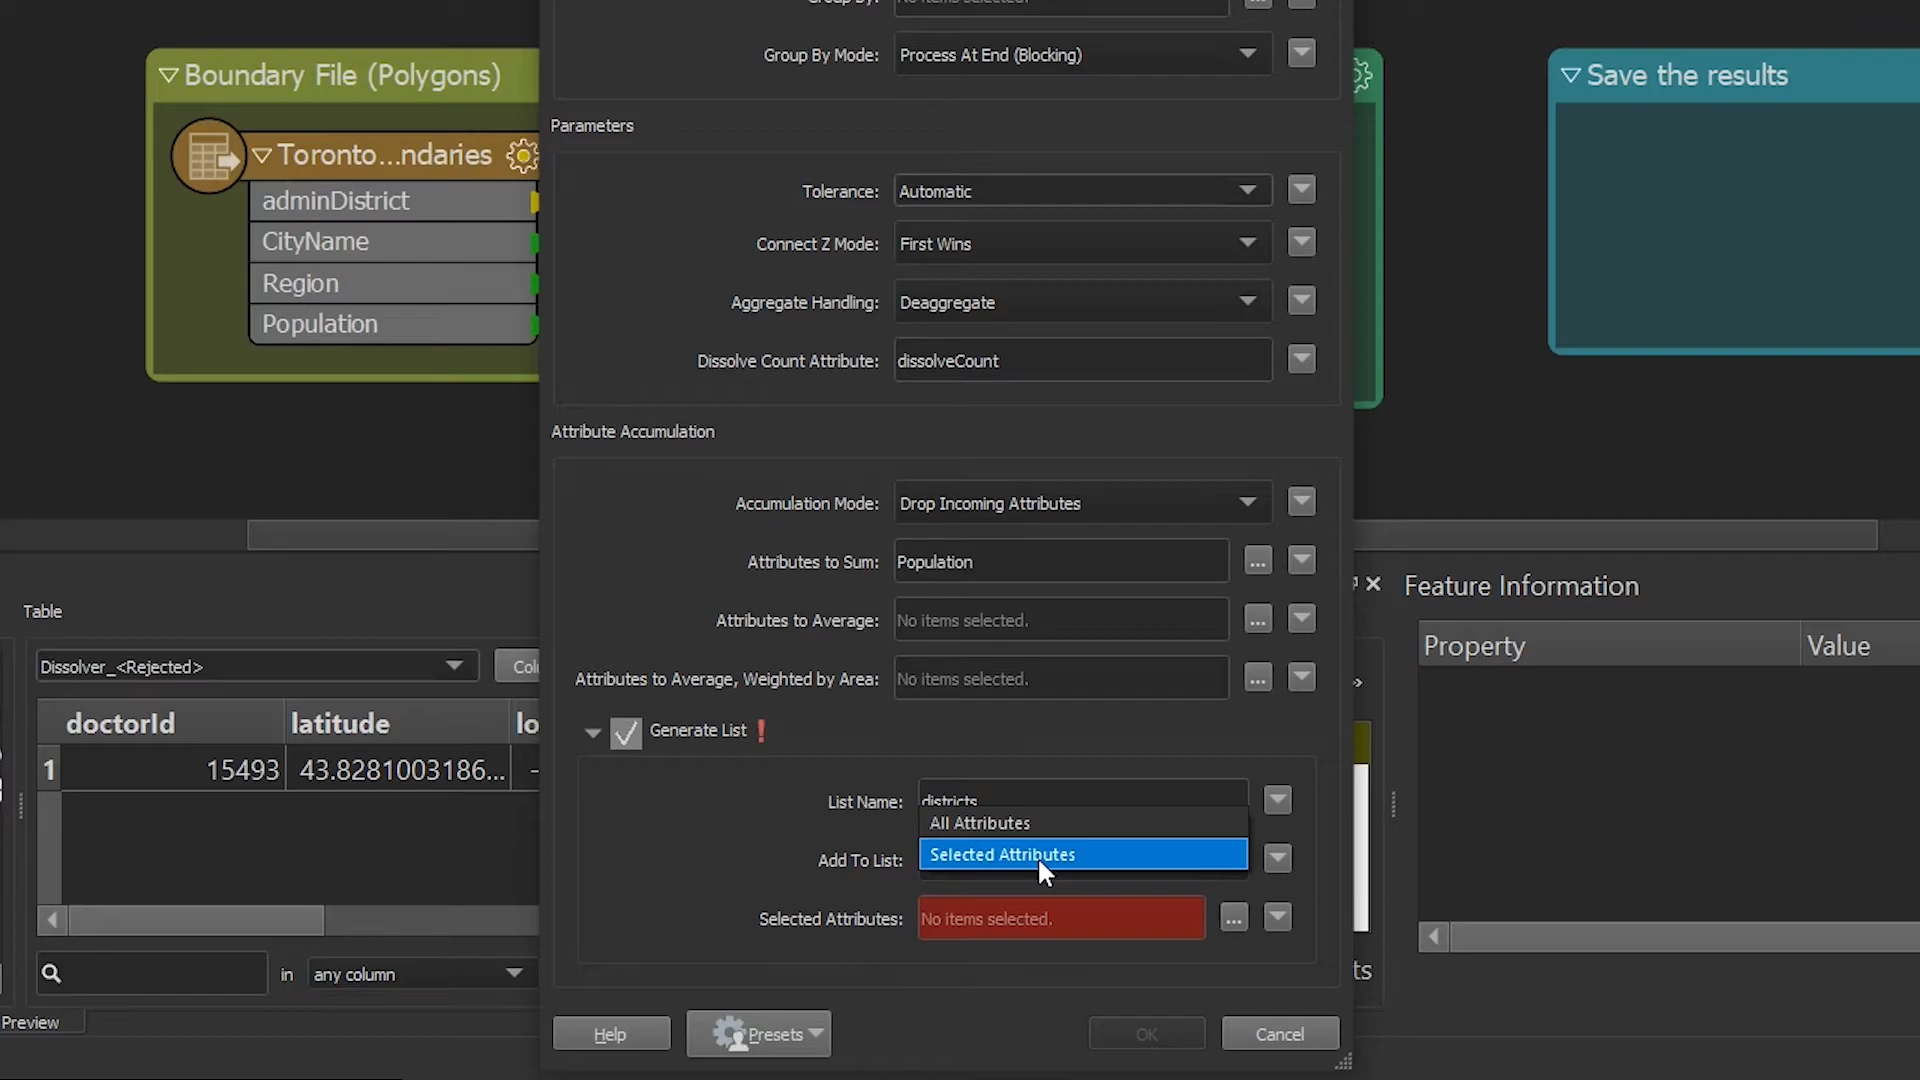 Group By Mode:
Process At End (Blocking)
Boundary File (Polygons)
Toronto...ndaries
adminDistrict
CityName
Region
Population
Save the results
Parameters
Tolerance:
Automatic
Connect Z Mode:
First Wins
Aggregate Handling:
Deaggregate
Dissolve Count Attribute:
dissolveCount
Attribute Accumulation
Accumulation Mode:
Drop Incoming Attributes
Attributes to Sum:
Population
...
Attributes to Average:
No items selected.
...
Attributes to Average, Weighted by Area:
No items selected.
...
Generate List !
List Name:
districts
All Attributes
Add To List:
Selected Attributes
Selected Attributes:
No items selected.
...
Help
Presets
OK
Cancel
Table
Dissolver_<Rejected>
doctorId
latitude
1
15493
43.8281003186...
in
any column
Preview
Feature Information
Property
Value